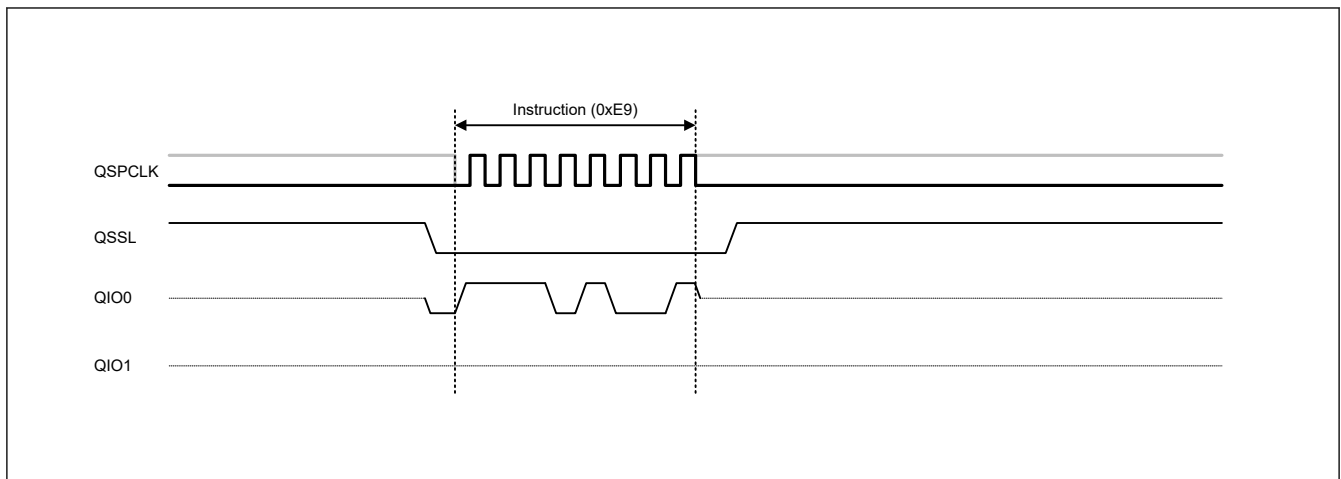 Instruction (0xE9)
QSPCLK
QSSL
QIO0
QIO1